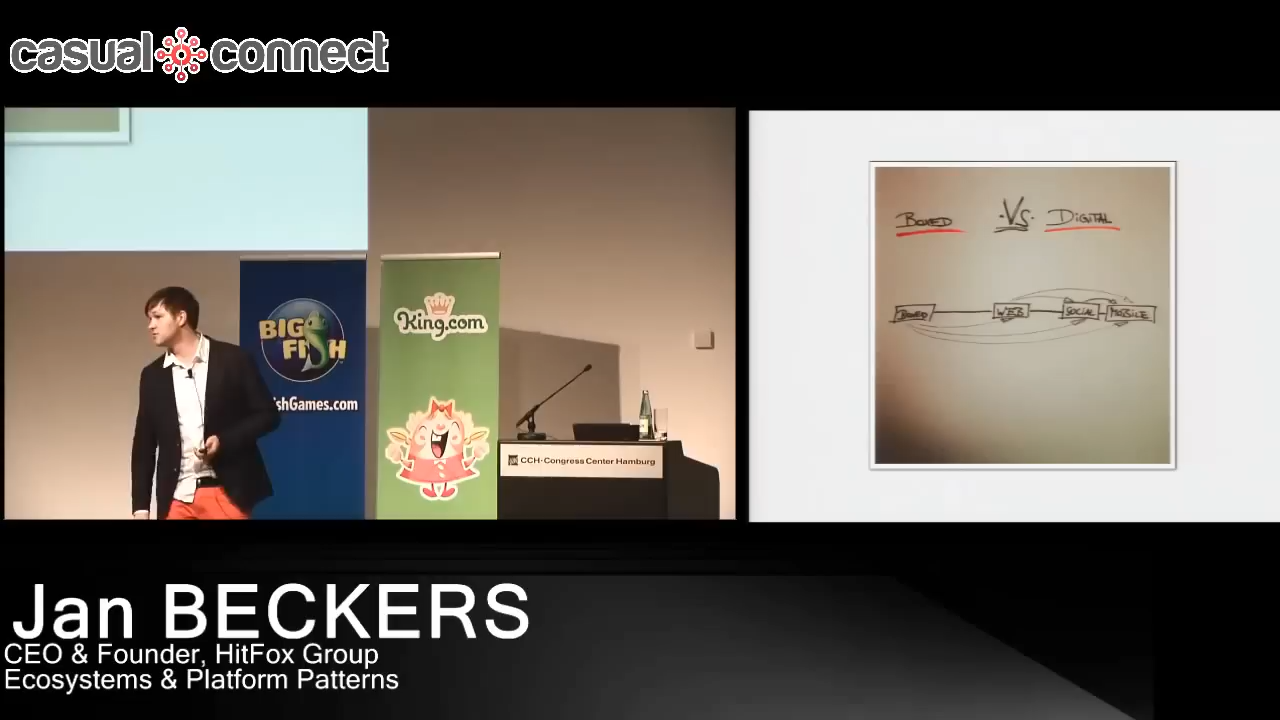 casual connect
BIG
FISH
shGames.com
King.com
CCH-Congress Center Hamburg
BOXED ·VS· DIGITAL
BOXED WEB SOCIAL MOBILE
Jan BECKERS
CEO & Founder, HitFox Group
Ecosystems & Platform Patterns